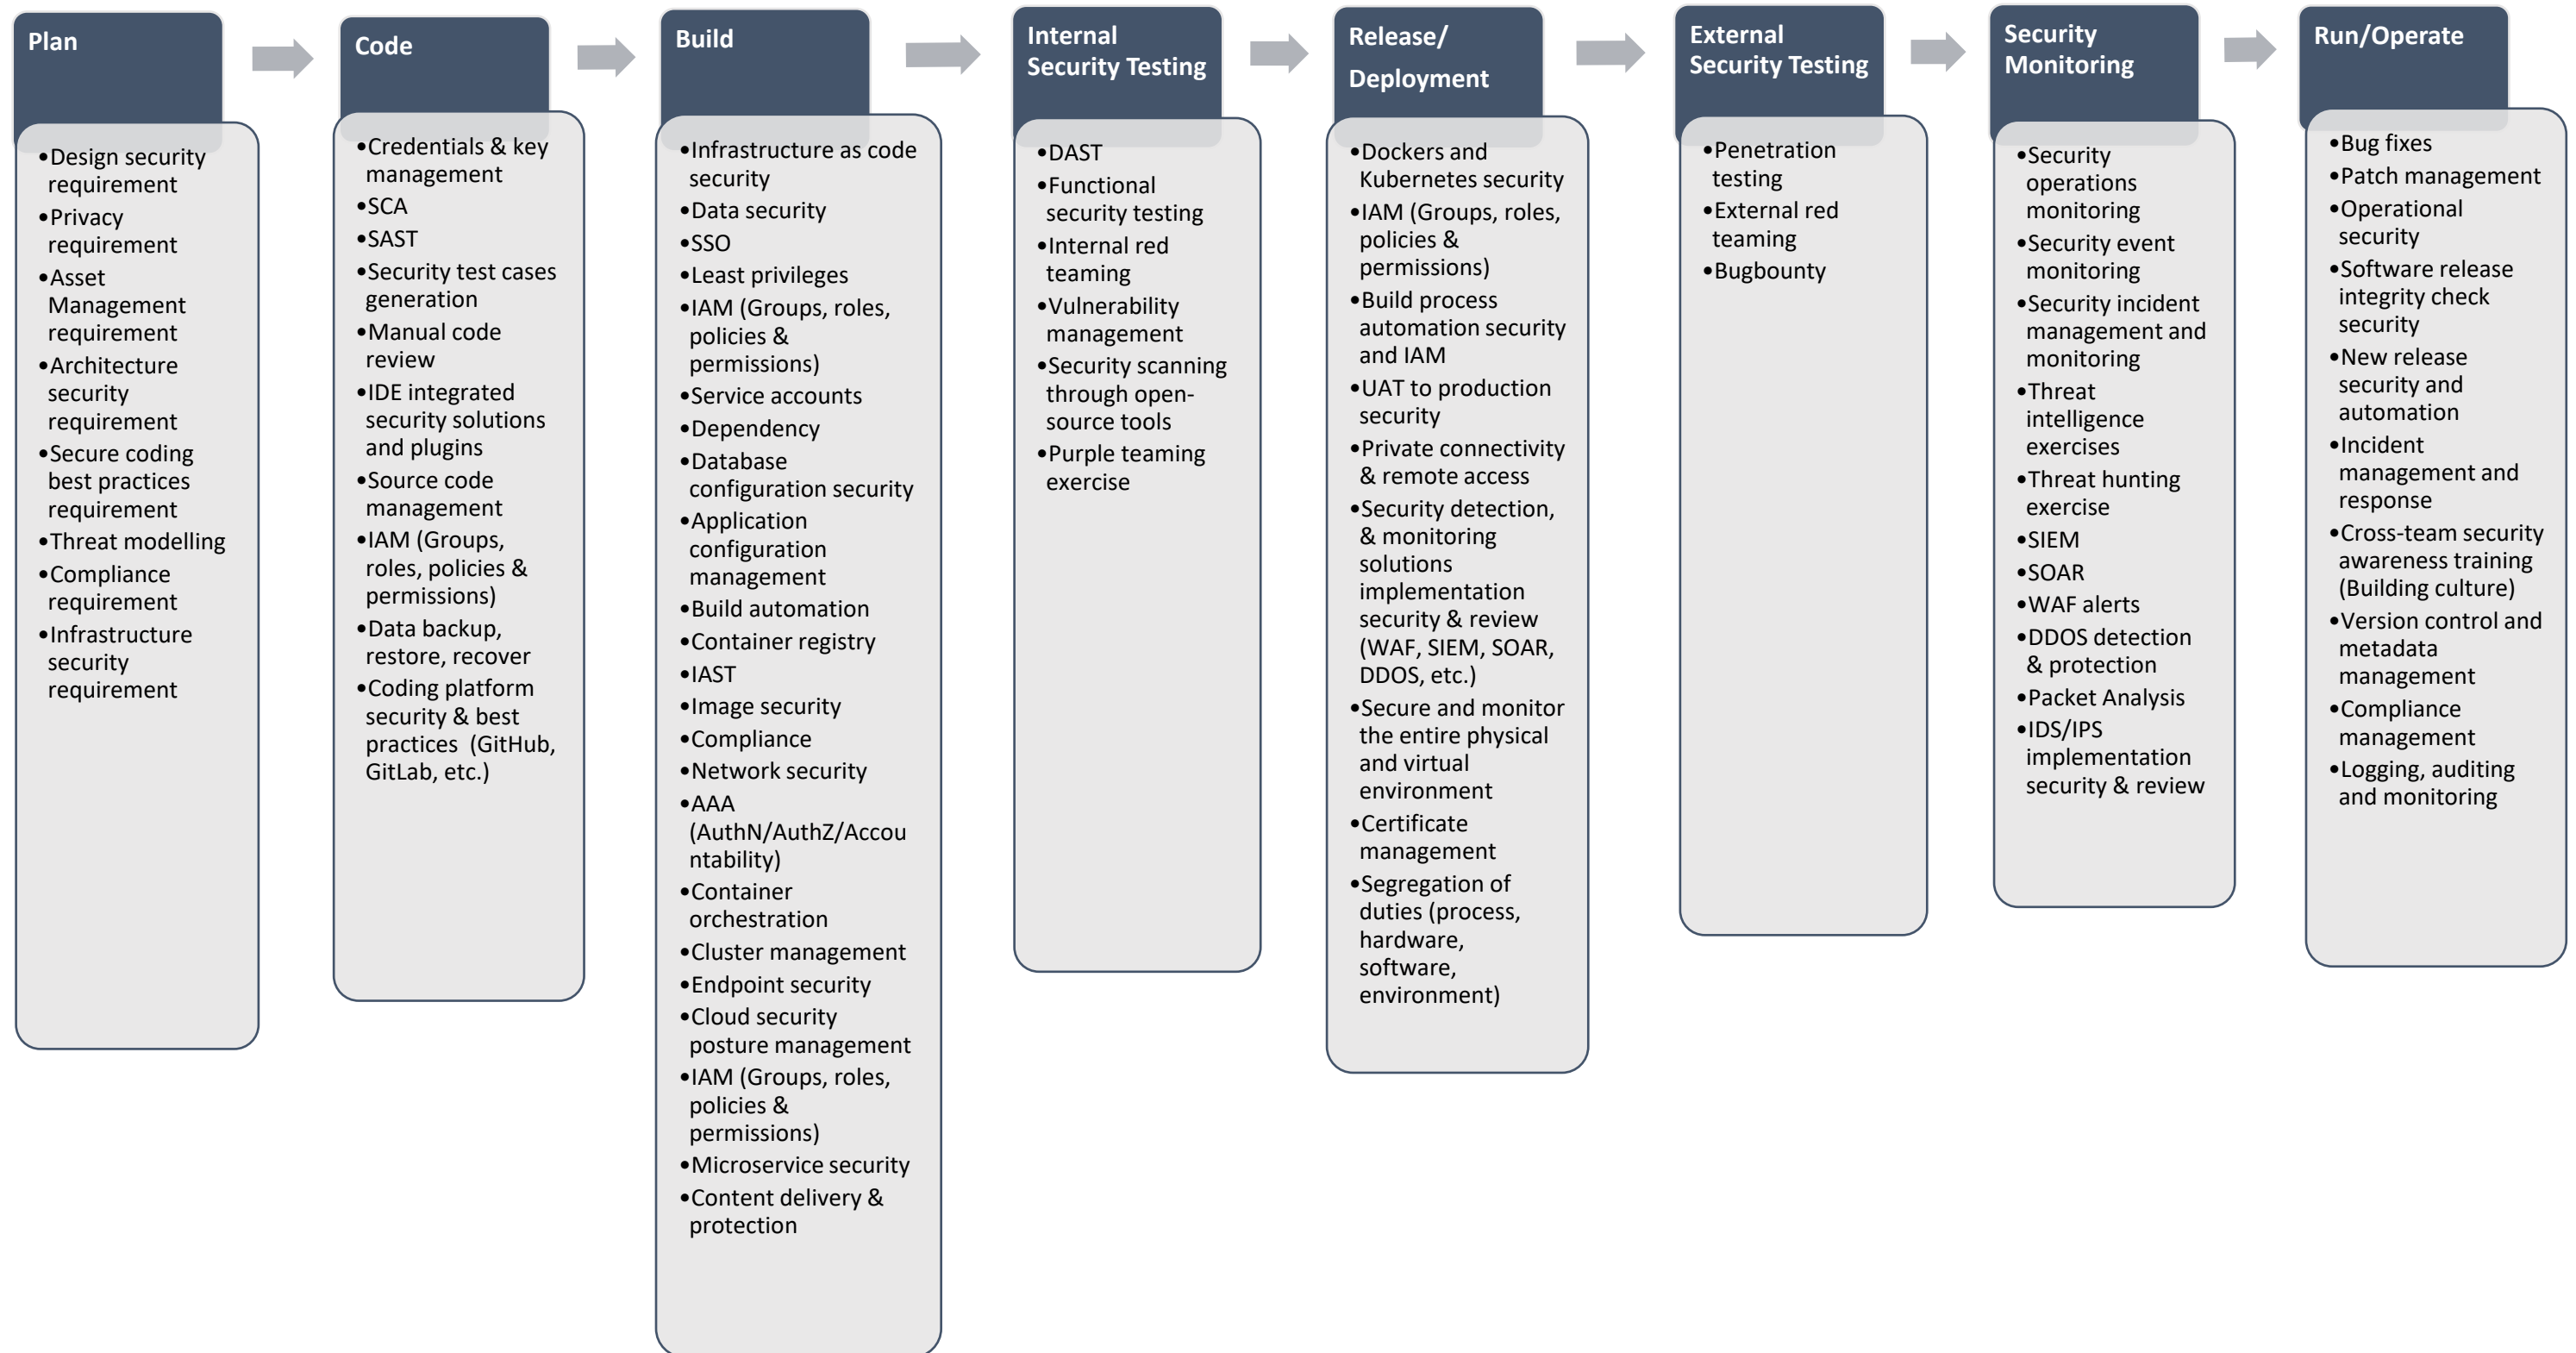 Plan
•Design security
requirement
•Privacy
requirement
•Asset
Management
requirement
•Architecture
security
requirement
•Secure coding
best practices
requirement
•Threat modelling
•Compliance
requirement
•Infrastructure
security
requirement
Code
•Credentials & key
management
•SCA
•SAST
•Security test cases
generation
•Manual code
review
•IDE integrated
security solutions
and plugins
•Source code
management
•IAM (Groups,
roles, policies &
permissions)
•Data backup,
restore, recover
•Coding platform
security & best
practices (GitHub,
GitLab, etc.)
Build
•Infrastructure as code
security
•Data security
•SSO
•Least privileges
•IAM (Groups, roles,
policies &
permissions)
•Service accounts
•Dependency
•Database
configuration security
•Application
configuration
management
•Build automation
•Container registry
•IAST
•Image security
•Compliance
•Network security
•AAA
(AuthN/AuthZ/Accou
ntability)
•Container
orchestration
•Cluster management
•Endpoint security
•Cloud security
posture management
•IAM (Groups, roles,
policies &
permissions)
•Microservice security
•Content delivery &
protection
Internal
Security Testing
•DAST
•Functional
security testing
•Internal red
teaming
•Vulnerability
management
•Security scanning
through open-
source tools
•Purple teaming
exercise
Release/
Deployment
•Dockers and
Kubernetes security
•IAM (Groups, roles,
policies &
permissions)
•Build process
automation security
and IAM
•UAT to production
security
•Private connectivity
& remote access
•Security detection,
& monitoring
solutions
implementation
security & review
(WAF, SIEM, SOAR,
DDOS, etc.)
•Secure and monitor
the entire physical
and virtual
environment
•Certificate
management
•Segregation of
duties (process,
hardware,
software,
environment)
External
Security Testing
•Penetration
testing
•External red
teaming
•Bugbounty
Security
Monitoring
•Security
operations
monitoring
•Security event
monitoring
•Security incident
management and
monitoring
•Threat
intelligence
exercises
•Threat hunting
exercise
•SIEM
•SOAR
•WAF alerts
•DDOS detection
& protection
•Packet Analysis
•IDS/IPS
implementation
security & review
Run/Operate
•Bug fixes
•Patch management
•Operational
security
•Software release
integrity check
security
•New release
security and
automation
•Incident
management and
response
•Cross-team security
awareness training
(Building culture)
•Version control and
metadata
management
•Compliance
management
•Logging, auditing
and monitoring